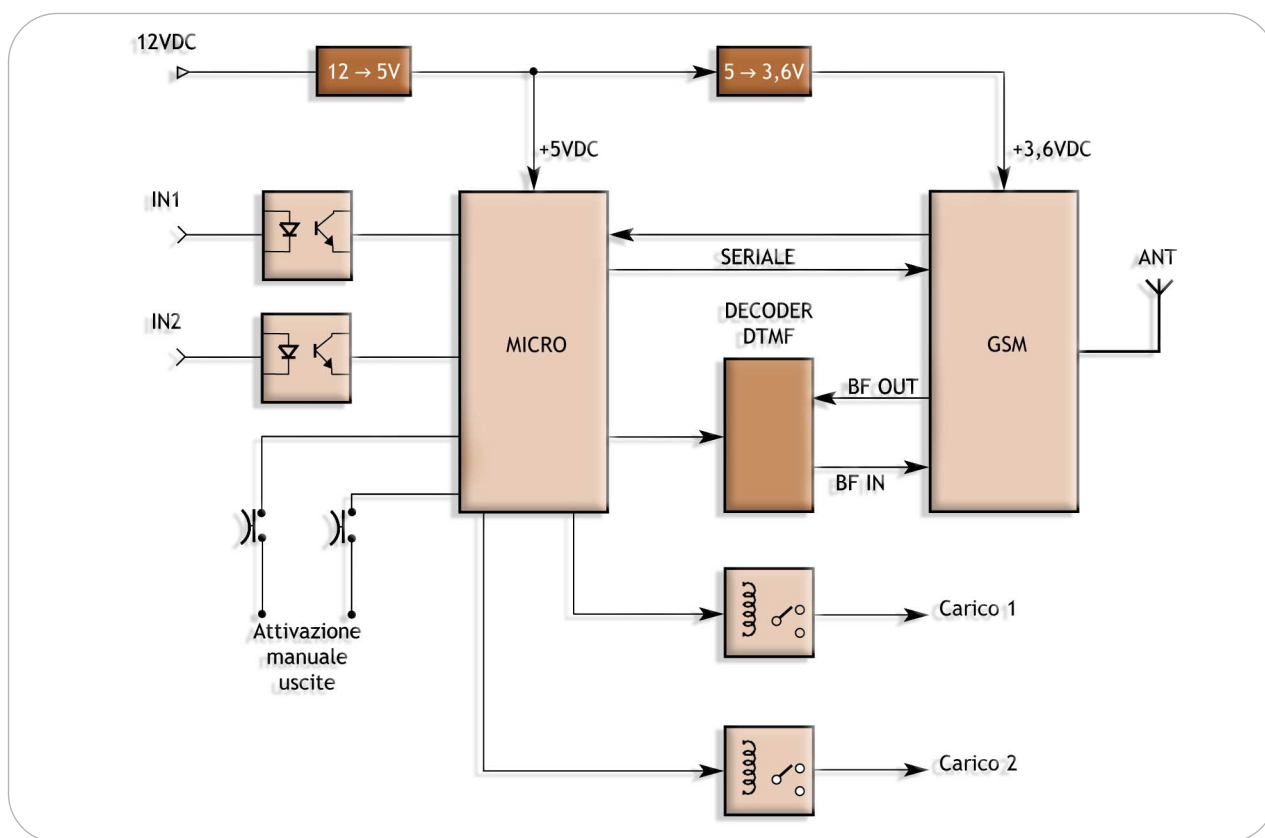 12VDC
12 → 5V
5 → 3,6V
+5VDC
+3,6VDC
IN1
SERIALE
ANT
IN2
DECODER
DTMF
MICRO
GSM
BF OUT
BF IN
Carico 1
Attivazione
manuale
uscite
Carico 2